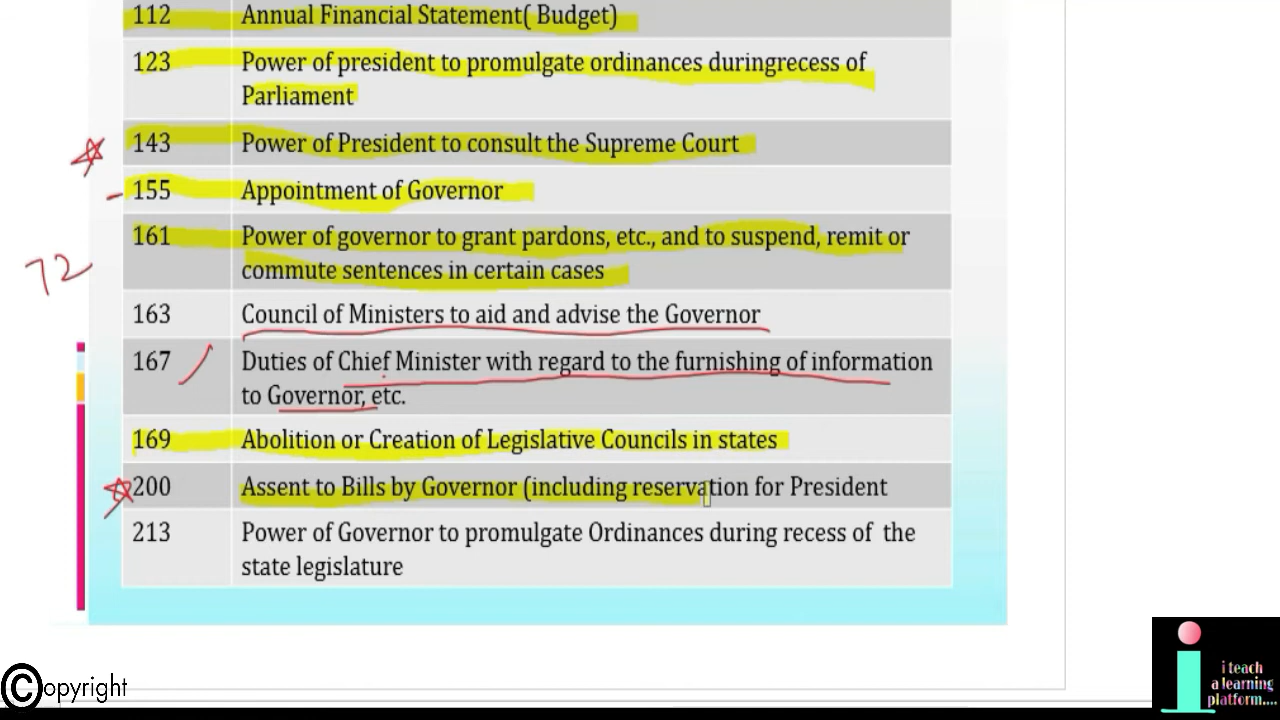 112 Annual Financial Statement( Budget)
123 Power of president to promulgate ordinances duringrecess of
Parliament
143 Power of President to consult the Supreme Court
155 Appointment of Governor
161 Power of governor to grant pardons, etc., and to suspend, remit or
commute sentences in certain cases
72
163 Council of Ministers to aid and advise the Governor
167 Duties of Chief Minister with regard to the furnishing of information
to Governor, etc.
169 Abolition or Creation of Legislative Councils in states
200 Assent to Bills by Governor (including reservation for President
213 Power of Governor to promulgate Ordinances during recess of the
state legislature
©opyright
i teach
a learning
platform....